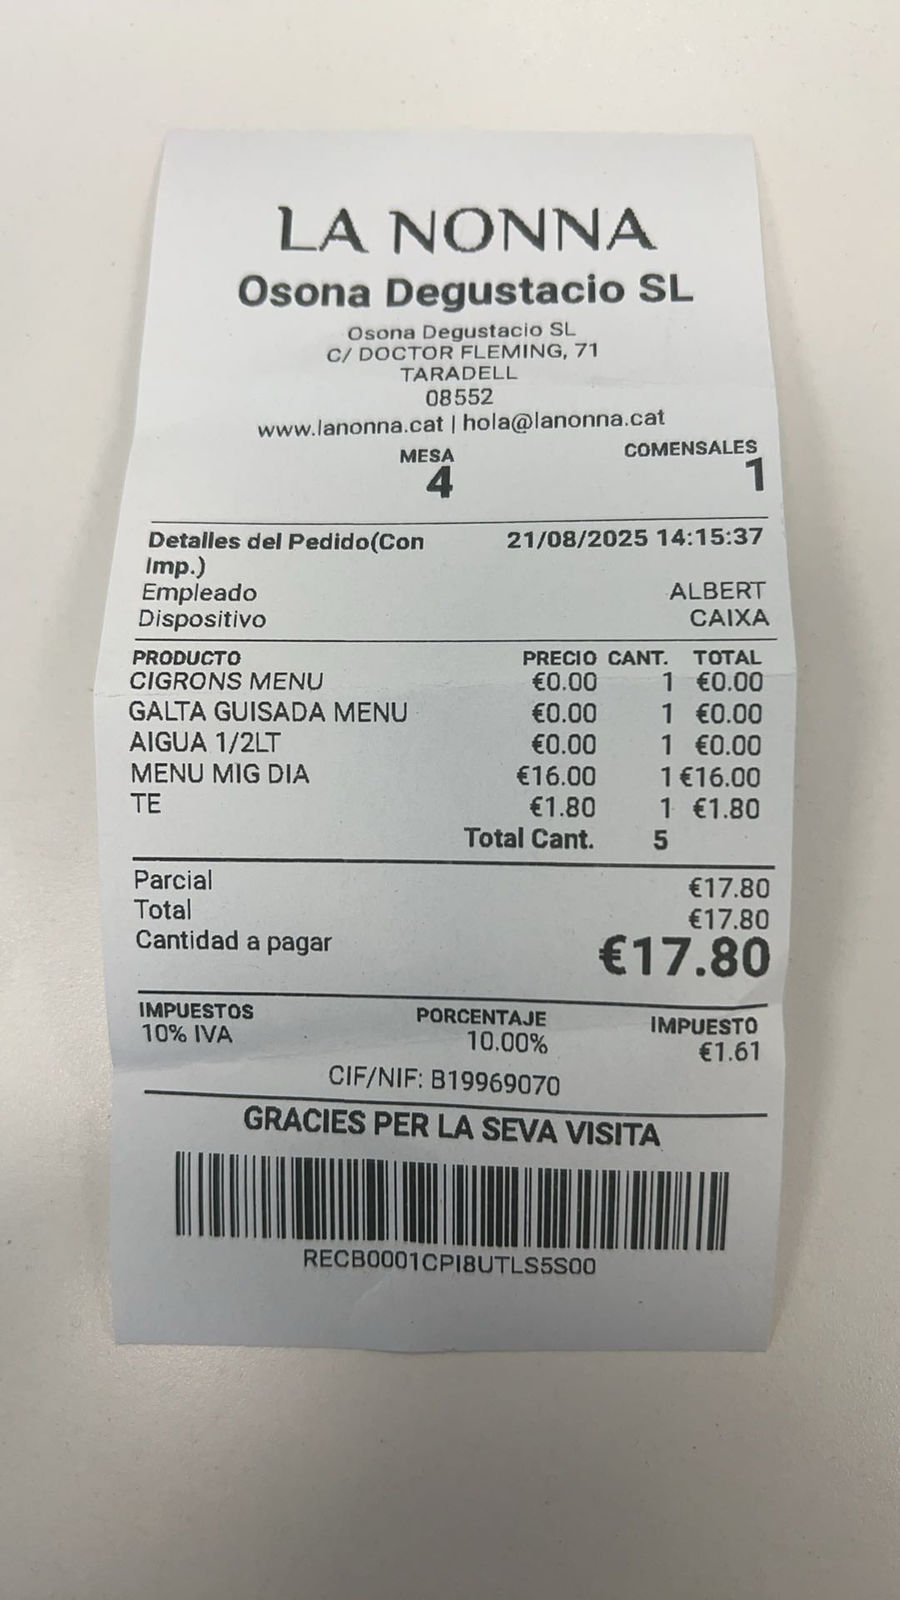 LA NONNA
Osona Degustacio SL
Osona Degustacio SL
C/ DOCTOR FLEMING, 71
TARADELL
08552
www.lanonna.cat | hola@lanonna.cat
MESA COMENSALES
4 1
Detalles del Pedido(Con 21/08/2025 14:15:37
Imp.)
Empleado ALBERT
Dispositivo CAIXA
PRODUCTO PRECIO CANT. TOTAL
CIGRONS MENU €0.00 1 €0.00
GALTA GUISADA MENU €0.00 1 €0.00
AIGUA 1/2LT €0.00 1 €0.00
MENU MIG DIA €16.00 1 €16.00
TE €1.80 1 €1.80
Total Cant. 5
Parcial €17.80
Total €17.80
Cantidad a pagar €17.80
IMPUESTOS PORCENTAJE IMPUESTO
10% IVA 10.00% €1.61
CIF/NIF: B19969070
GRACIES PER LA SEVA VISITA
RECB0001CPI8UTLS5S00